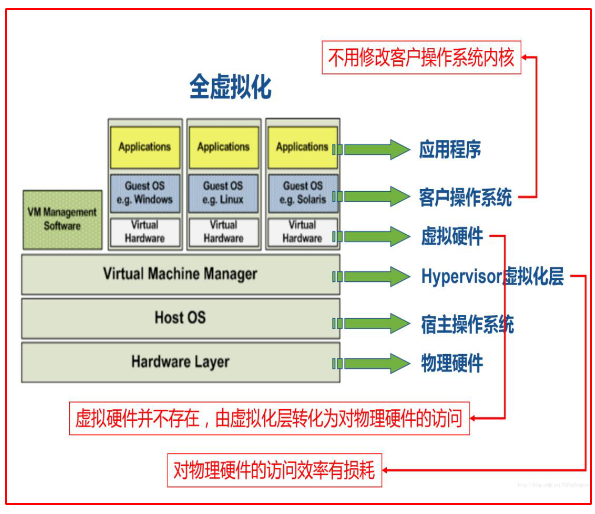 不用修改客户操作系统内核
全虚拟化
Applications
Applications
Applications
应用程序
Guest OS
e.g. Windows
Guest OS
e.g. Linux
Guest OS
e.g. Solaris
客户操作系统
VM Management
Software
Virtual
Hardware
Virtual
Hardware
Virtual
Hardware
虚拟硬件
Virtual Machine Manager
Hypervisor虚拟化层
Host OS
宿主操作系统
Hardware Layer
物理硬件
虚拟硬件并不存在，由虚拟化层转化为对物理硬件的访问
对物理硬件的访问效率有损耗